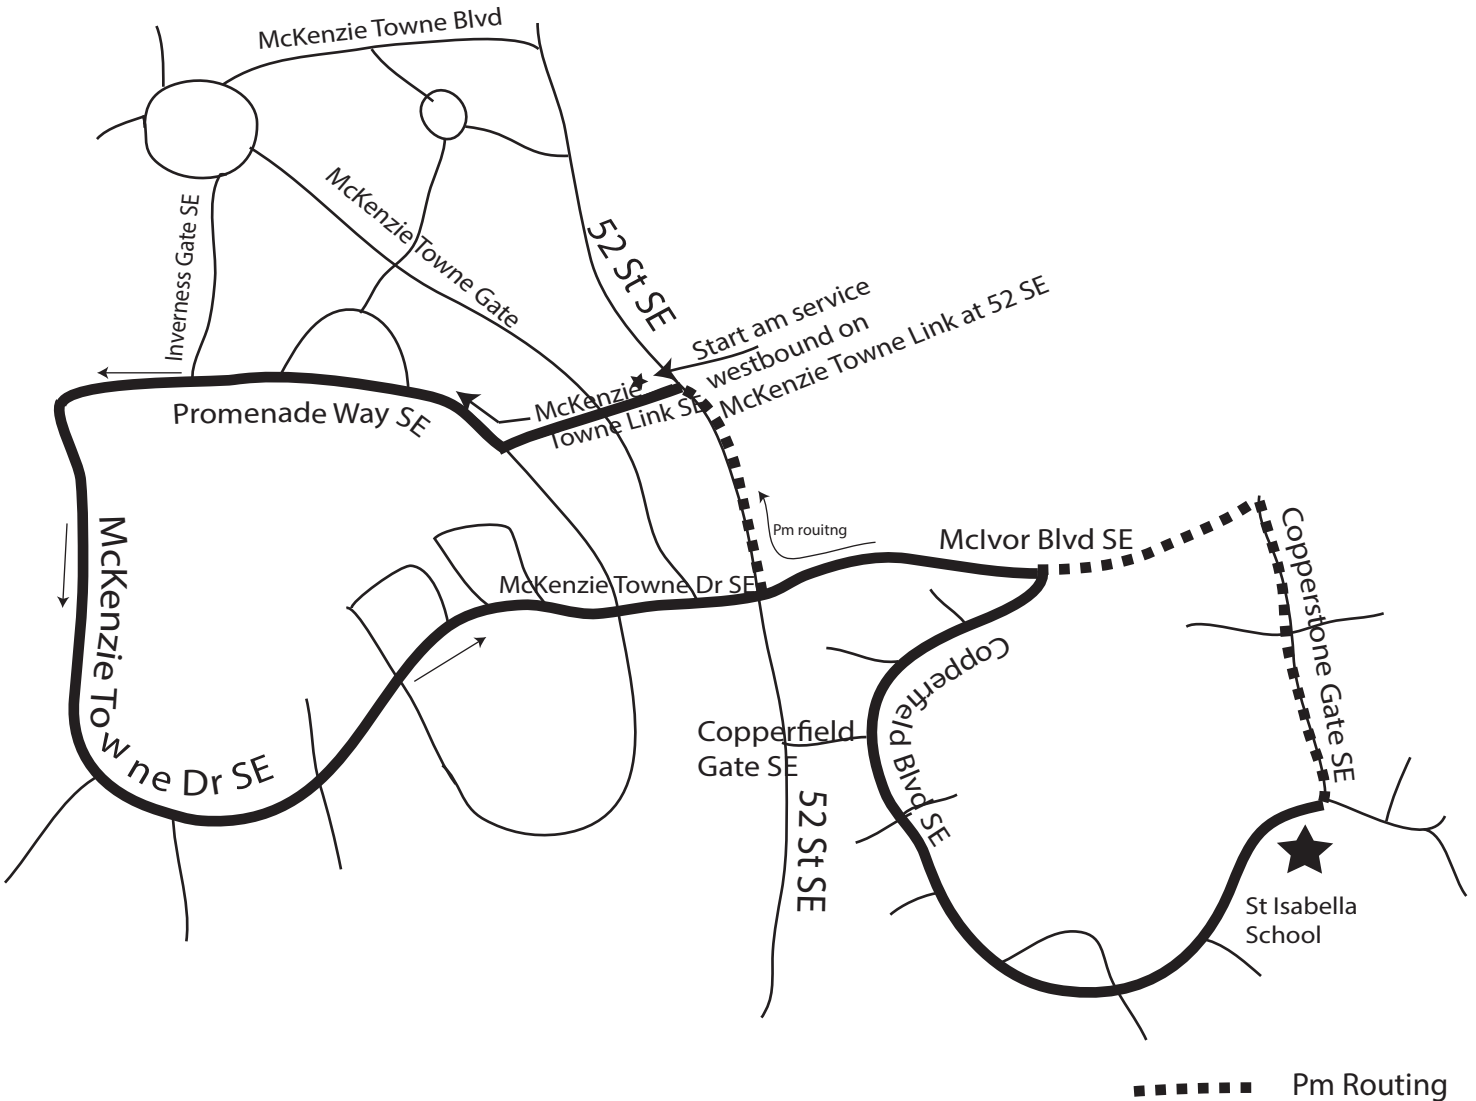 McKenzie Towne Blvd
McKenzie Towne Gate
Inverness Gate SE
52 St SE
Start am service
westbound on
McKenzie Towne Link at 52 SE
McKenzie
Towne Link SE
Promenade Way SE
Pm rouitng
McIvor Blvd SE
Copperstone Gate SE
McKenzie Towne Dr SE
McKenzie Towne Dr SE
Copperfield Blvd SE
Copperfield
Gate SE
52 St SE
St Isabella
School
Pm Routing